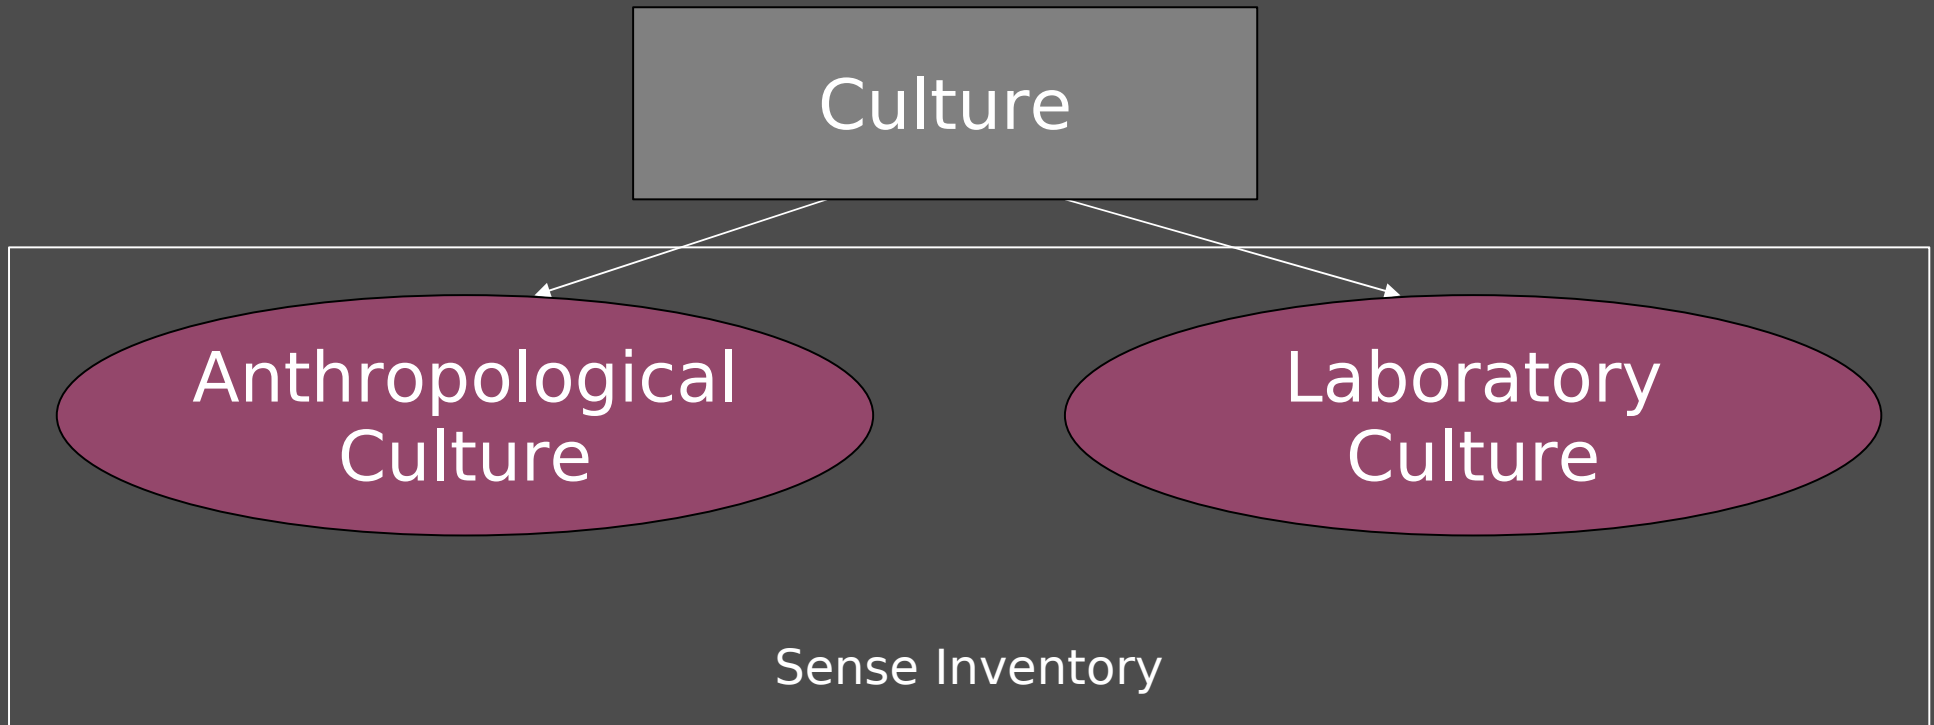 Culture
Anthropological
Culture
Laboratory
Culture
Sense Inventory